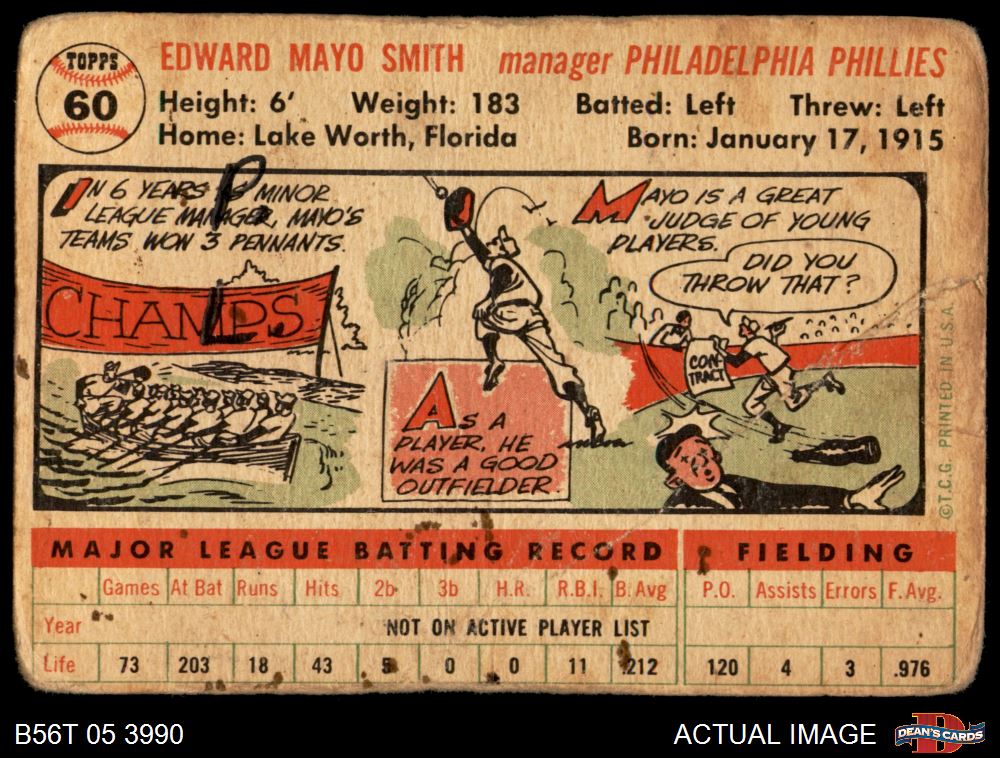 TOPPS
60
EDWARD MAYO SMITH manager PHILADELPHIA PHILLIES
Height: 6' Weight: 183 Batted: Left Threw: Left
Home: Lake Worth, Florida Born: January 17, 1915
IN 6 YEARS AS MINOR
LEAGUE MANAGER, MAYO'S
TEAMS WON 3 PENNANTS.
CHAMPS
P
L
AS A
PLAYER, HE
WAS A GOOD
OUTFIELDER.
MAYO IS A GREAT
JUDGE OF YOUNG
PLAYERS.
DID YOU
THROW THAT?
CON-
TRACT
©T.C.G. PRINTED IN U.S.A.
MAJOR LEAGUE BATTING RECORD FIELDING
Games At Bat Runs Hits 2b 3b H.R. R.B.I. B. Avg P.O. Assists Errors F. Avg.
Year NOT ON ACTIVE PLAYER LIST
Life 73 203 18 43 5 0 0 11 .212 120 4 3 .976
B56T 05 3990 ACTUAL IMAGE DEAN'S CARDS